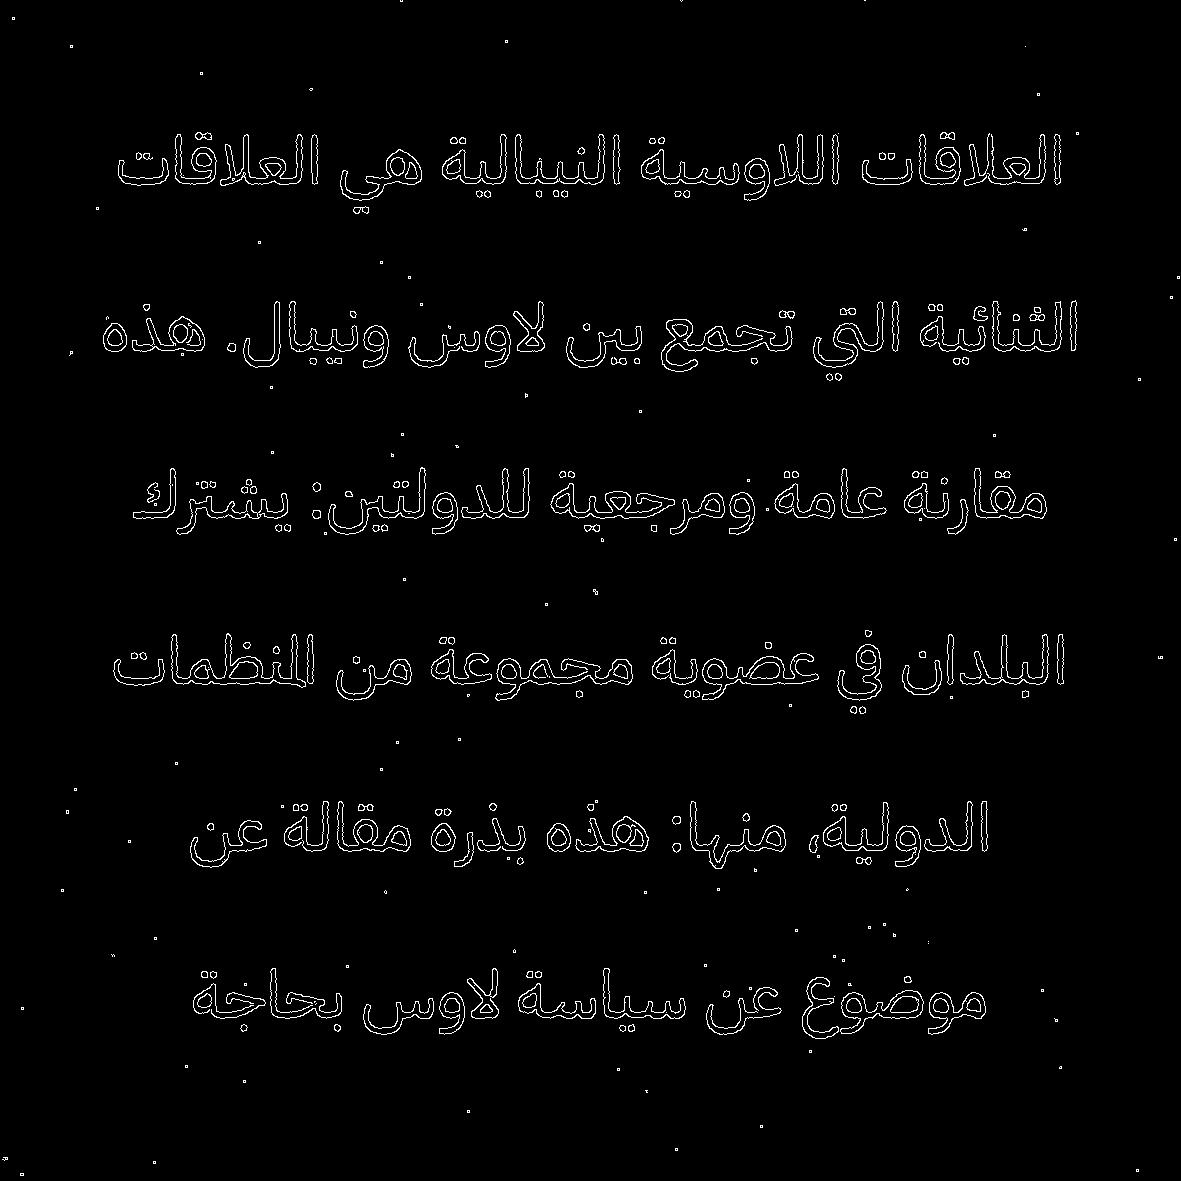 العلاقات اللاوسية النيبالية هي العلاقات
الثنائية التي تجمع بين لاوس ونيبال. هذه
مقارنة عامة ومرجعية للدولتين: يشترك
البلدان في عضوية مجموعة من المنظمات
الدولية، منها: هذه بذرة مقالة عن
موضوع عن سياسة لاوس بحاجة